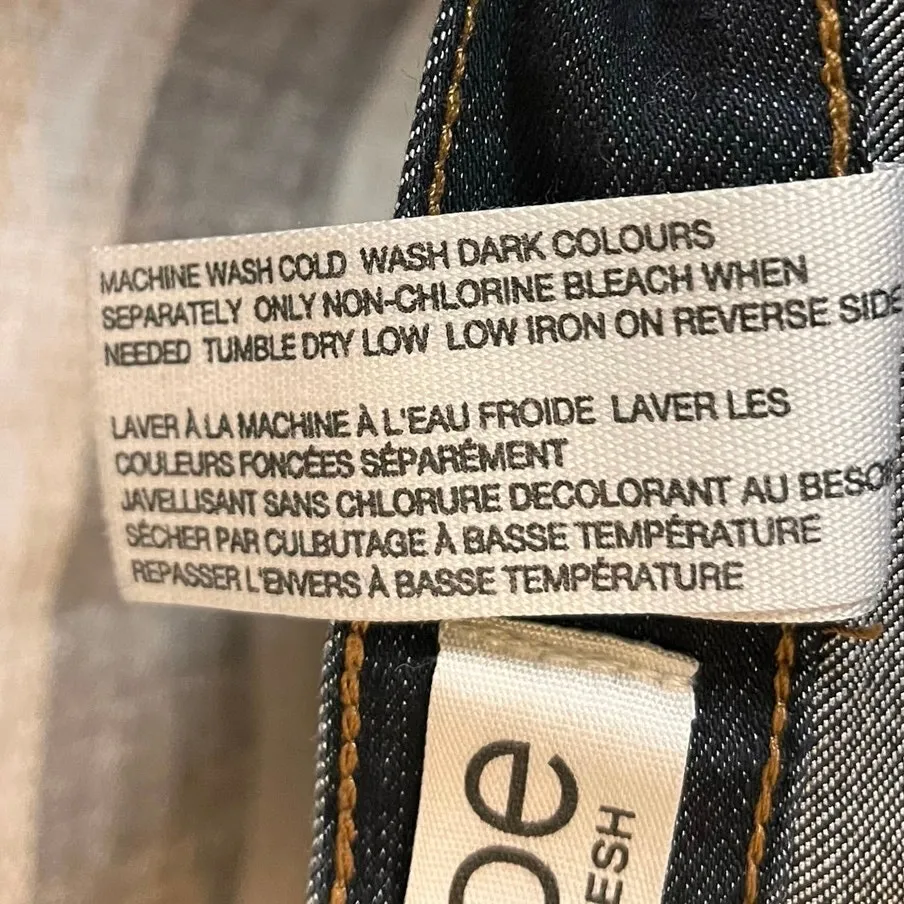 MACHINE WASH COLD WASH DARK COLOURS
SEPARATELY ONLY NON-CHLORINE BLEACH WHEN
NEEDED TUMBLE DRY LOW LOW IRON ON REVERSE SIDE
LAVER À LA MACHINE À L'EAU FROIDE LAVER LES
COULEURS FONCÉES SÉPARÉMENT
JAVELLISANT SANS CHLORURE DECOLORANT AU
SÉCHER PAR CULBUTAGE À BASSE TEMPÉRATURE
REPASSER L'ENVERS À BASSE TEMPÉRATURE